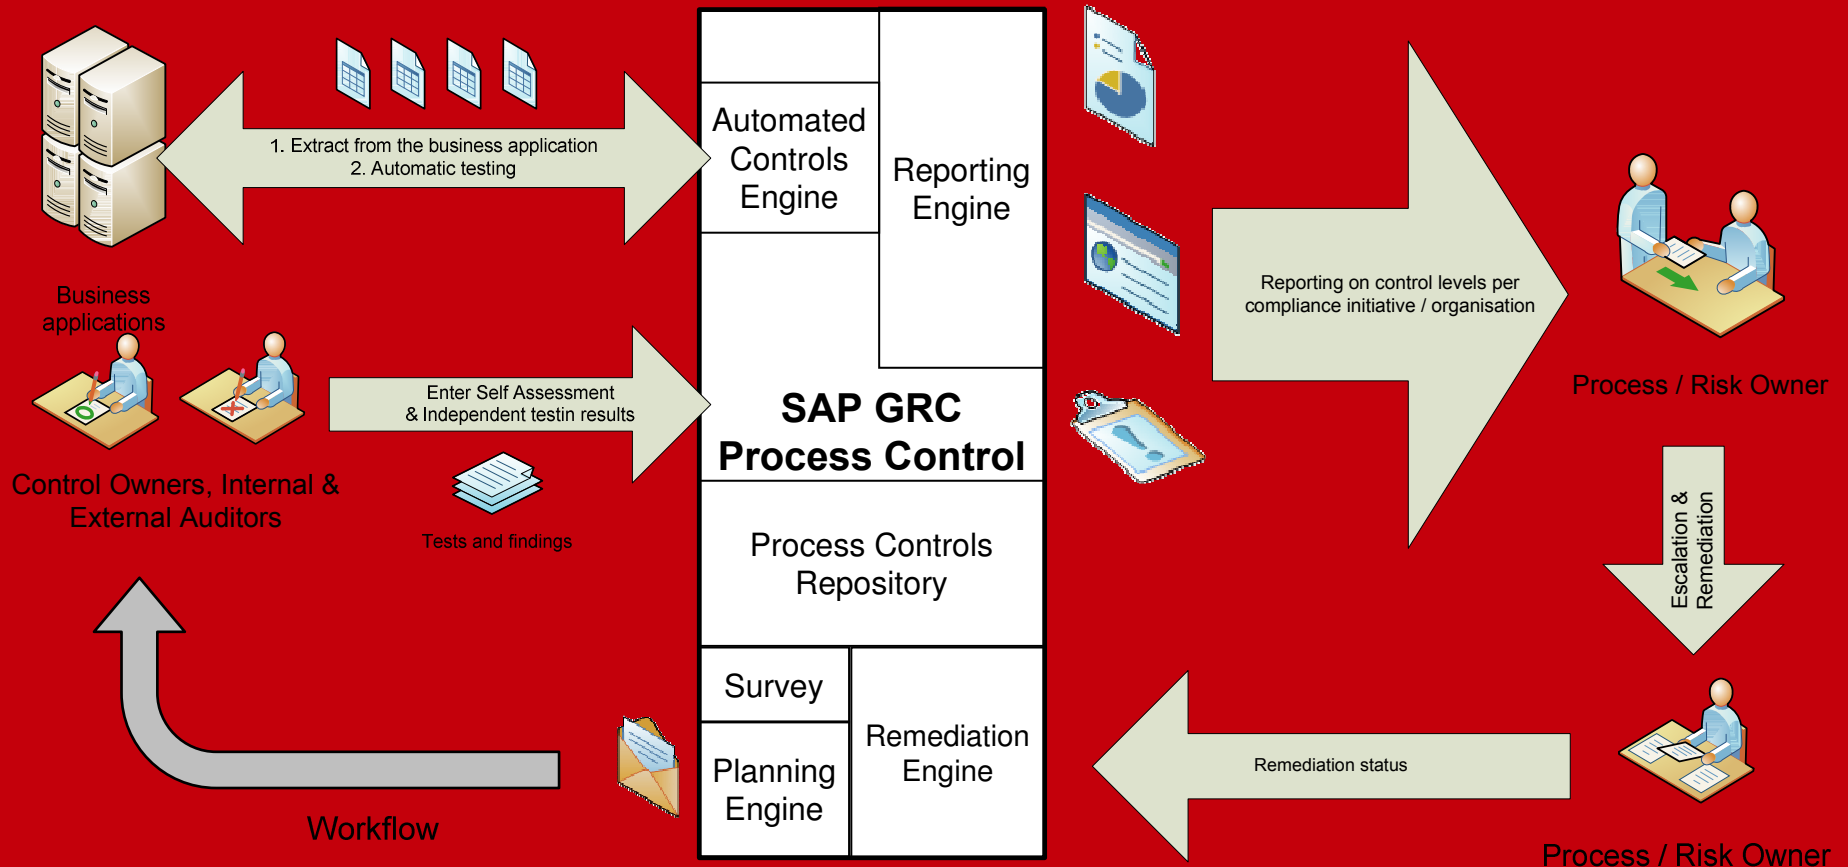 1. Extract from the business application
2. Automatic testing
Business
applications
Enter Self Assessment
& Independent testin results
Control Owners, Internal &
External Auditors
Tests and findings
Workflow
Automated
Controls
Engine
Reporting
Engine
SAP GRC
Process Control
Process Controls
Repository
Survey
Planning
Engine
Remediation
Engine
Reporting on control levels per
compliance initiative / organisation
Process / Risk Owner
Escalation &
Remediation
Remediation status
Process / Risk Owner